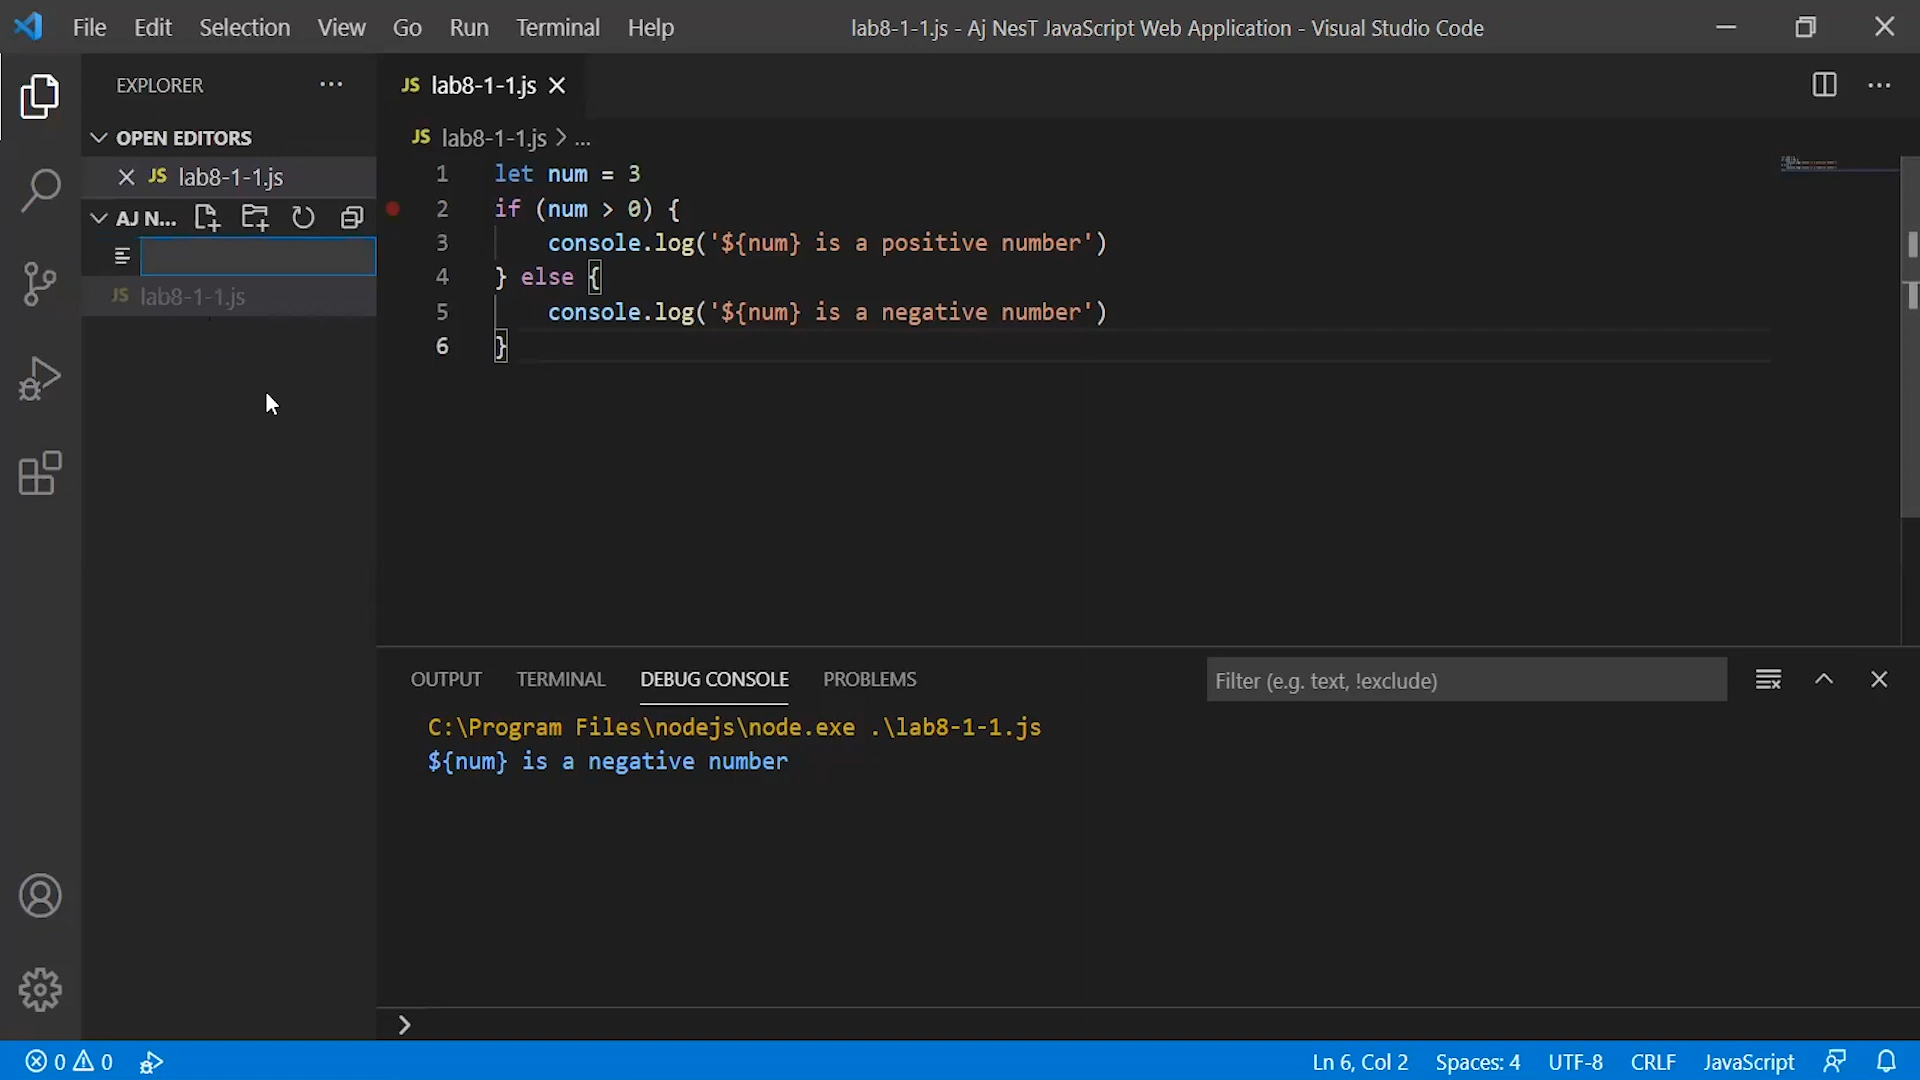 File Edit Selection View Go Run Terminal Help
lab8-1-1.js - Aj NesT JavaScript Web Application - Visual Studio Code
EXPLORER
OPEN EDITORS
JS lab8-1-1.js
AJ N...
JS lab8-1-1.js
JS lab8-1-1.js
JS lab8-1-1.js > ...
1 let num = 3
2 if (num > 0) {
3 console.log('${num} is a positive number')
4 } else {
5 console.log('${num} is a negative number')
6 }
OUTPUT TERMINAL DEBUG CONSOLE PROBLEMS
Filter (e.g. text, !exclude)
C:\Program Files\nodejs\node.exe .\lab8-1-1.js
${num} is a negative number
0 0
Ln 6, Col 2 Spaces: 4 UTF-8 CRLF JavaScript